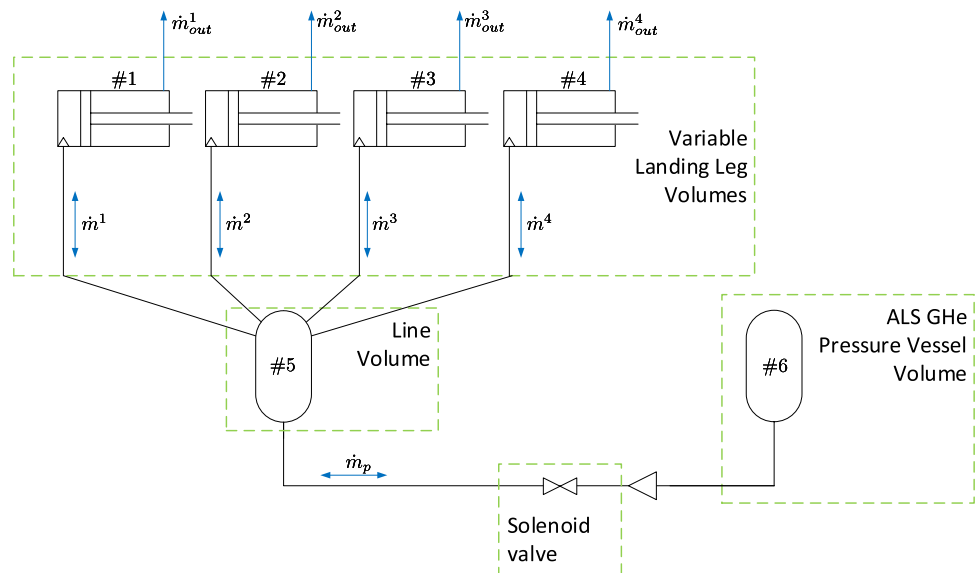 ṁ¹ₒᵤₜ ṁ²ₒᵤₜ ṁ³ₒᵤₜ ṁ⁴ₒᵤₜ
#1 #2 #3 #4
Variable
Landing Leg
Volumes
ṁ¹ ṁ² ṁ³ ṁ⁴
Line
Volume
#5
ALS GHe
Pressure Vessel
Volume
#6
ṁₚ
Solenoid
valve